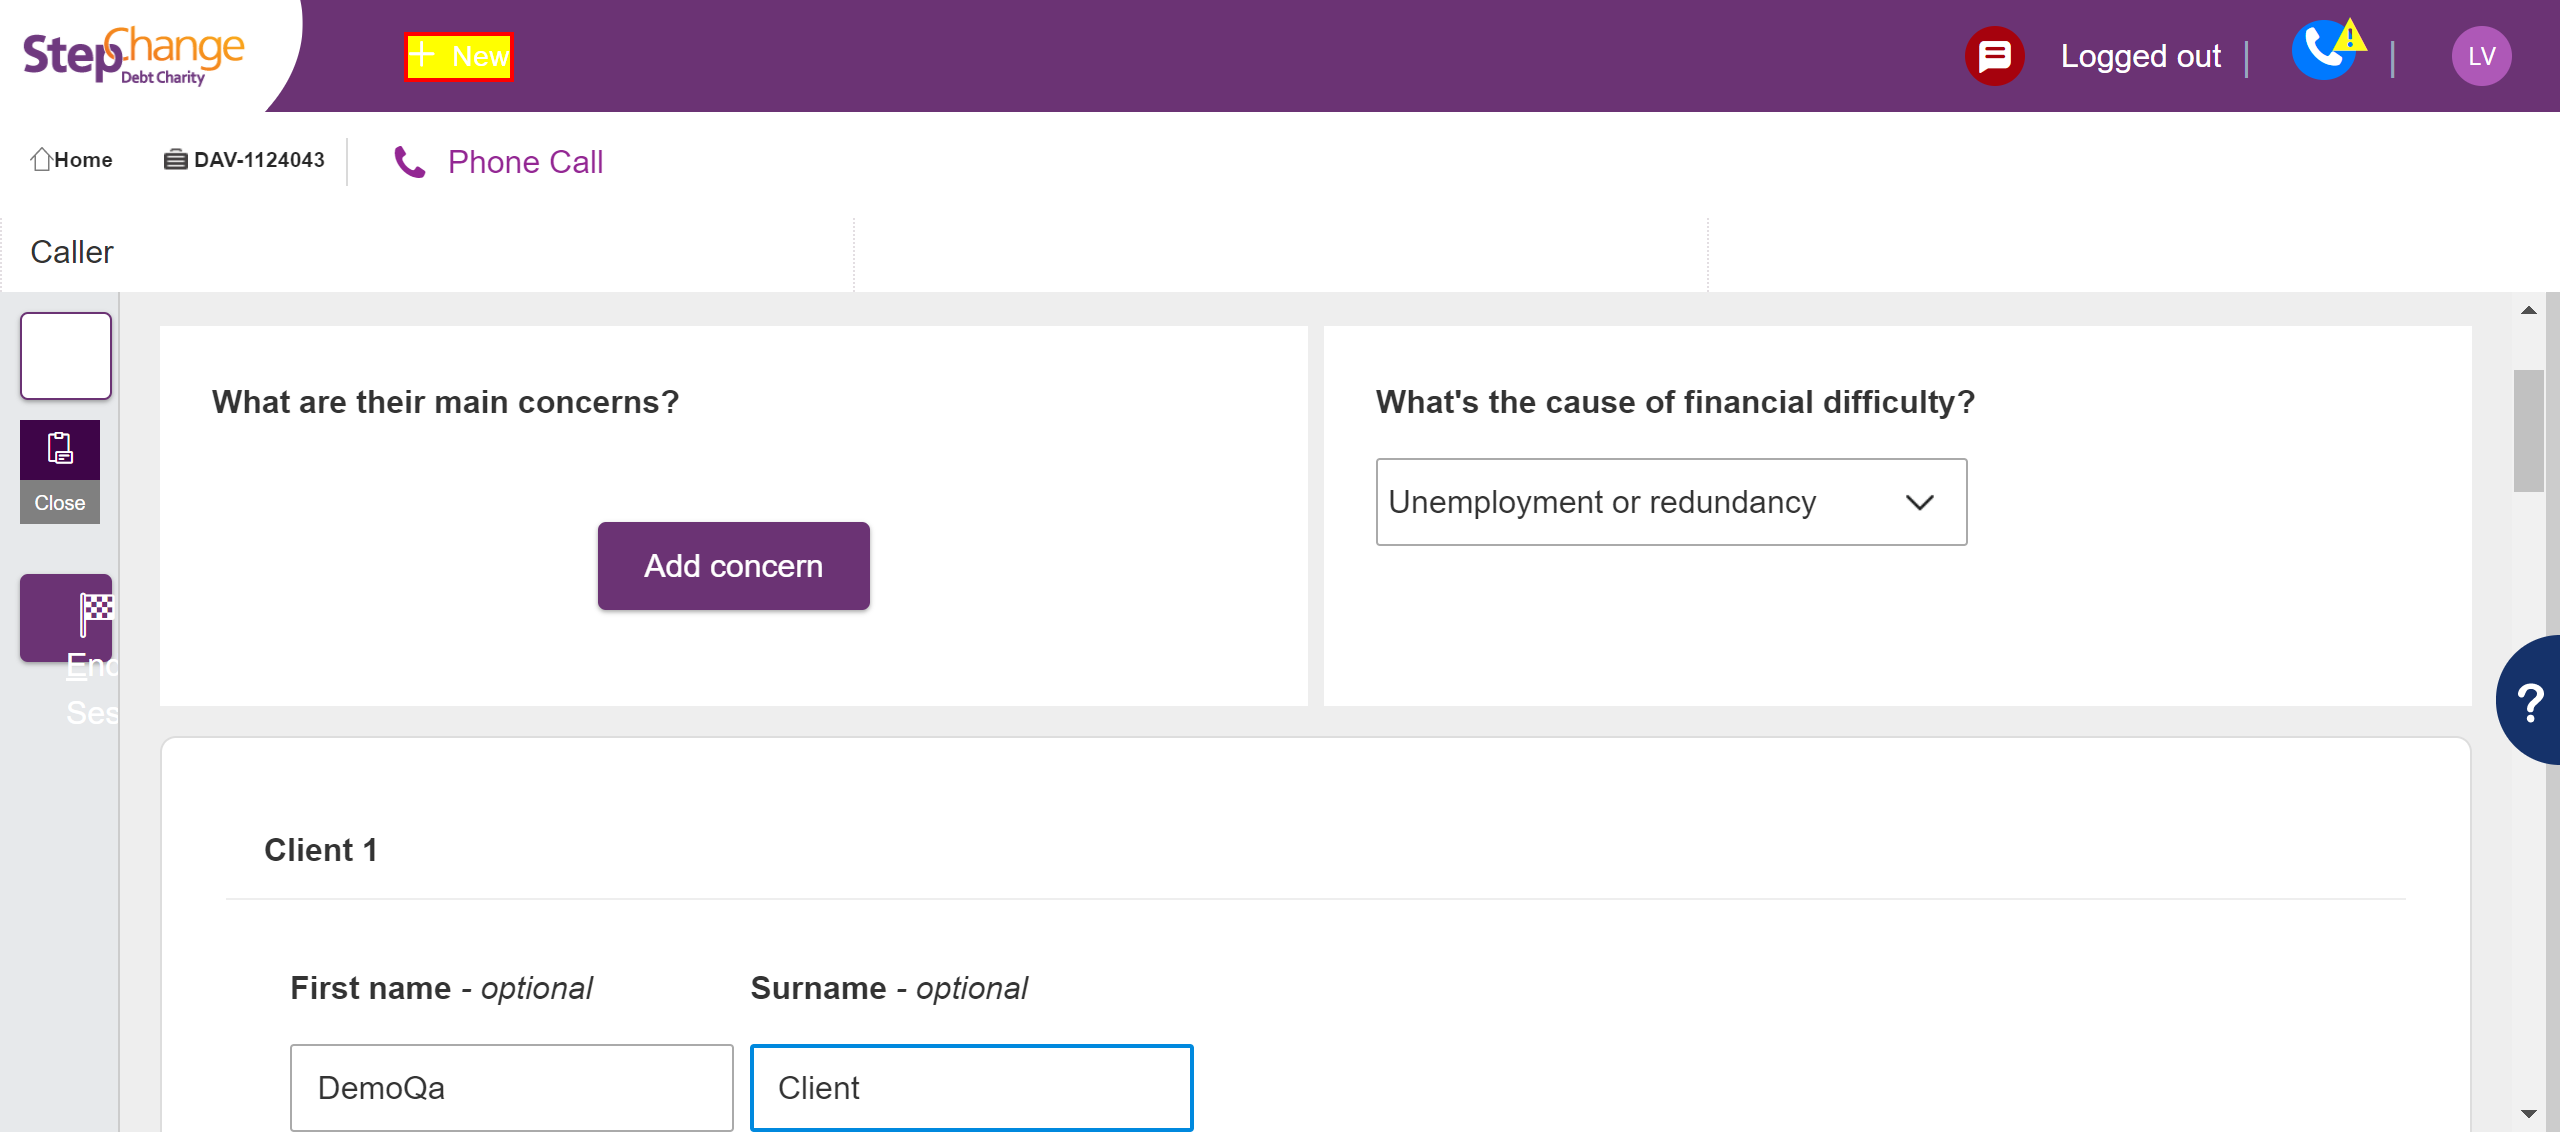 StepChange
Debt Charity
New
Logged out
LV
Home
DAV-1124043
Phone Call
Caller
What are their main concerns?
What's the cause of financial difficulty?
Unemployment or redundancy
Close
Add concern
?
Client 1
First name - optional
Surname - optional
DemoQa
Client